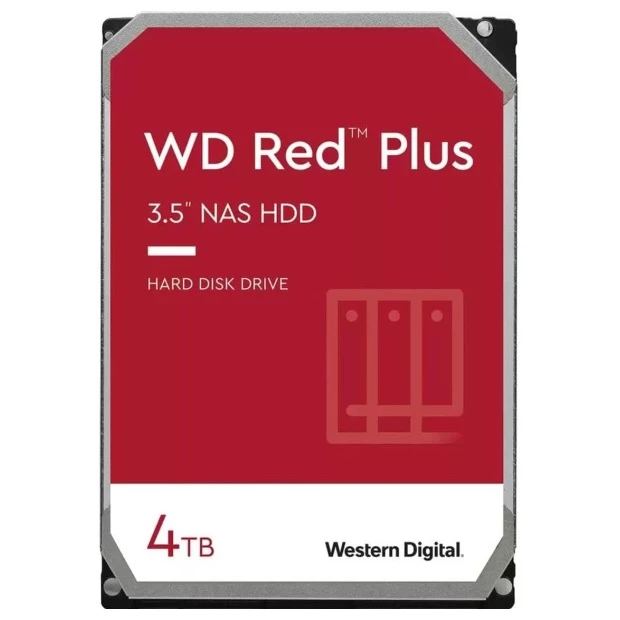 WD Red™ Plus
3.5" NAS HDD
HARD DISK DRIVE
4TB
Western Digital.